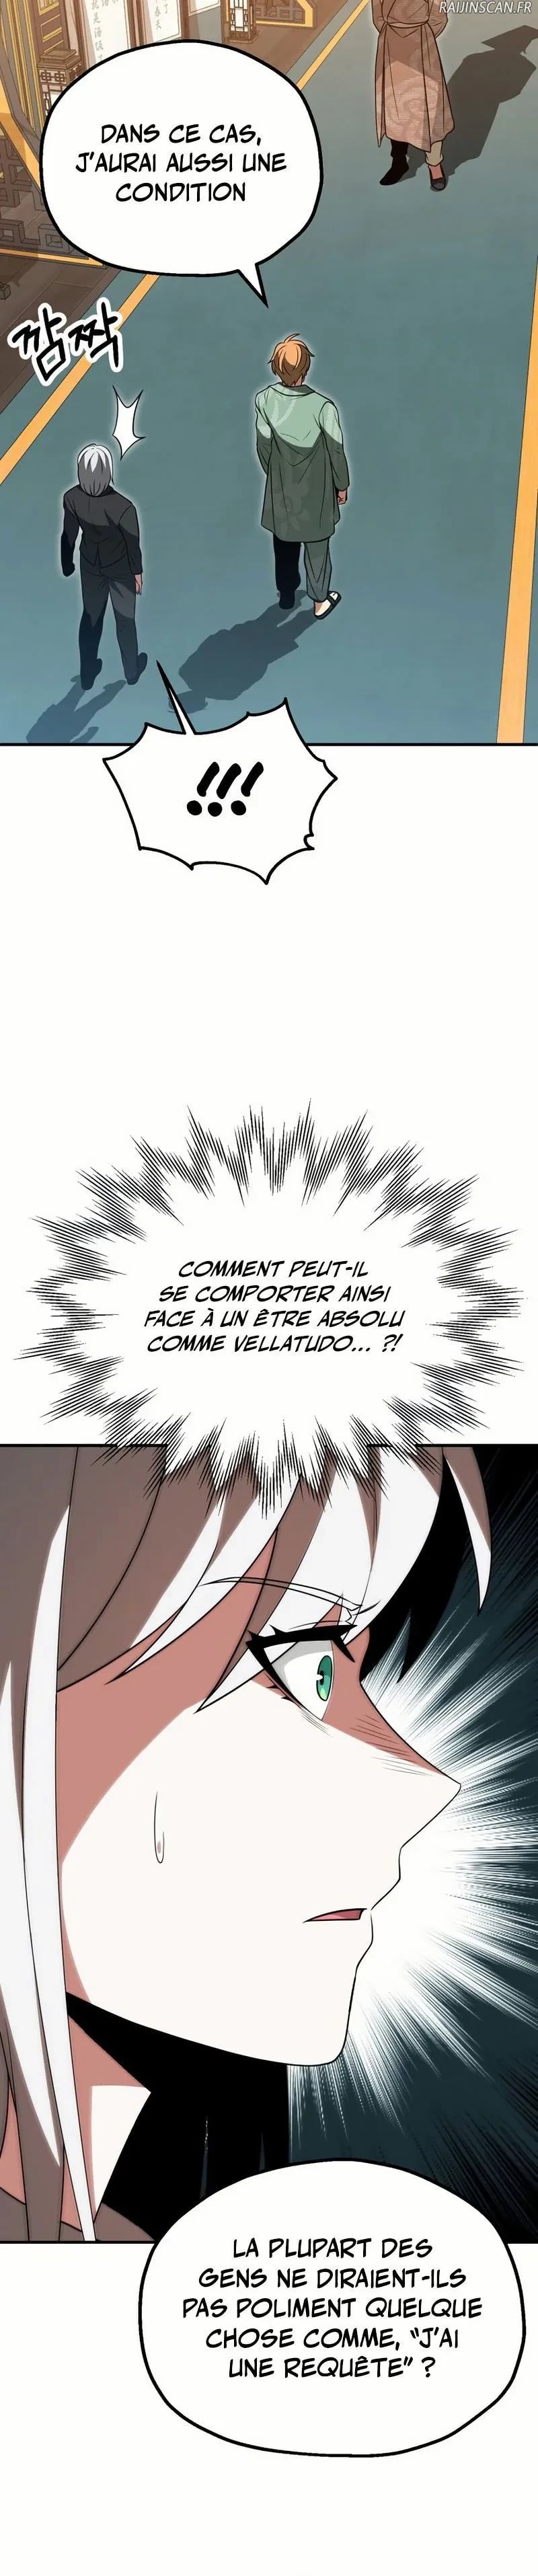 RAIJINSCAN.FR
DANS CE CAS,
J'AURAI AUSSI UNE
CONDITION
깜짝
!!!
COMMENT PEUT-IL
SE COMPORTER AINSI
FACE À UN ÊTRE ABSOLU
COMME VELLATUDO... ?!
LA PLUPART DES
GENS NE DIRAIENT-ILS
PAS POLIMENT QUELQUE
CHOSE COMME, "J'AI
UNE REQUÊTE" ?